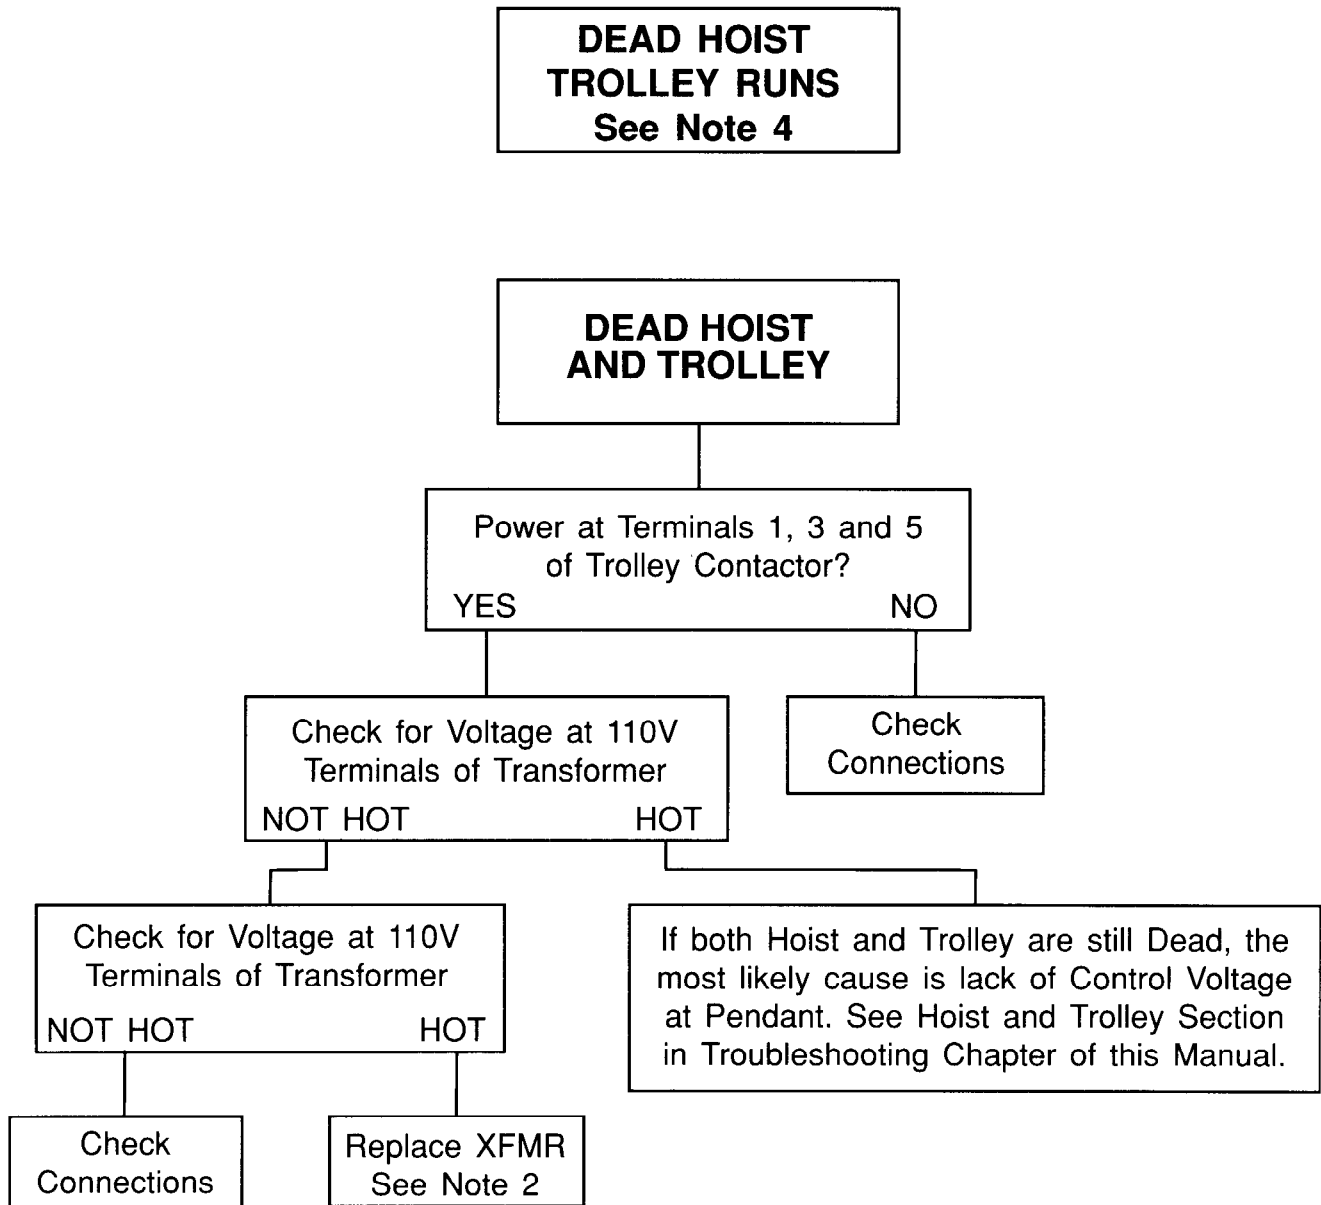 DEAD HOIST
TROLLEY RUNS
See Note 4
DEAD HOIST
AND TROLLEY
Power at Terminals 1, 3 and 5
of Trolley Contactor?
YES NO
Check for Voltage at 110V
Terminals of Transformer
NOT HOT HOT
Check
Connections
Check for Voltage at 110V
Terminals of Transformer
NOT HOT HOT
If both Hoist and Trolley are still Dead, the
most likely cause is lack of Control Voltage
at Pendant. See Hoist and Trolley Section
in Troubleshooting Chapter of this Manual.
Check
Connections
Replace XFMR
See Note 2